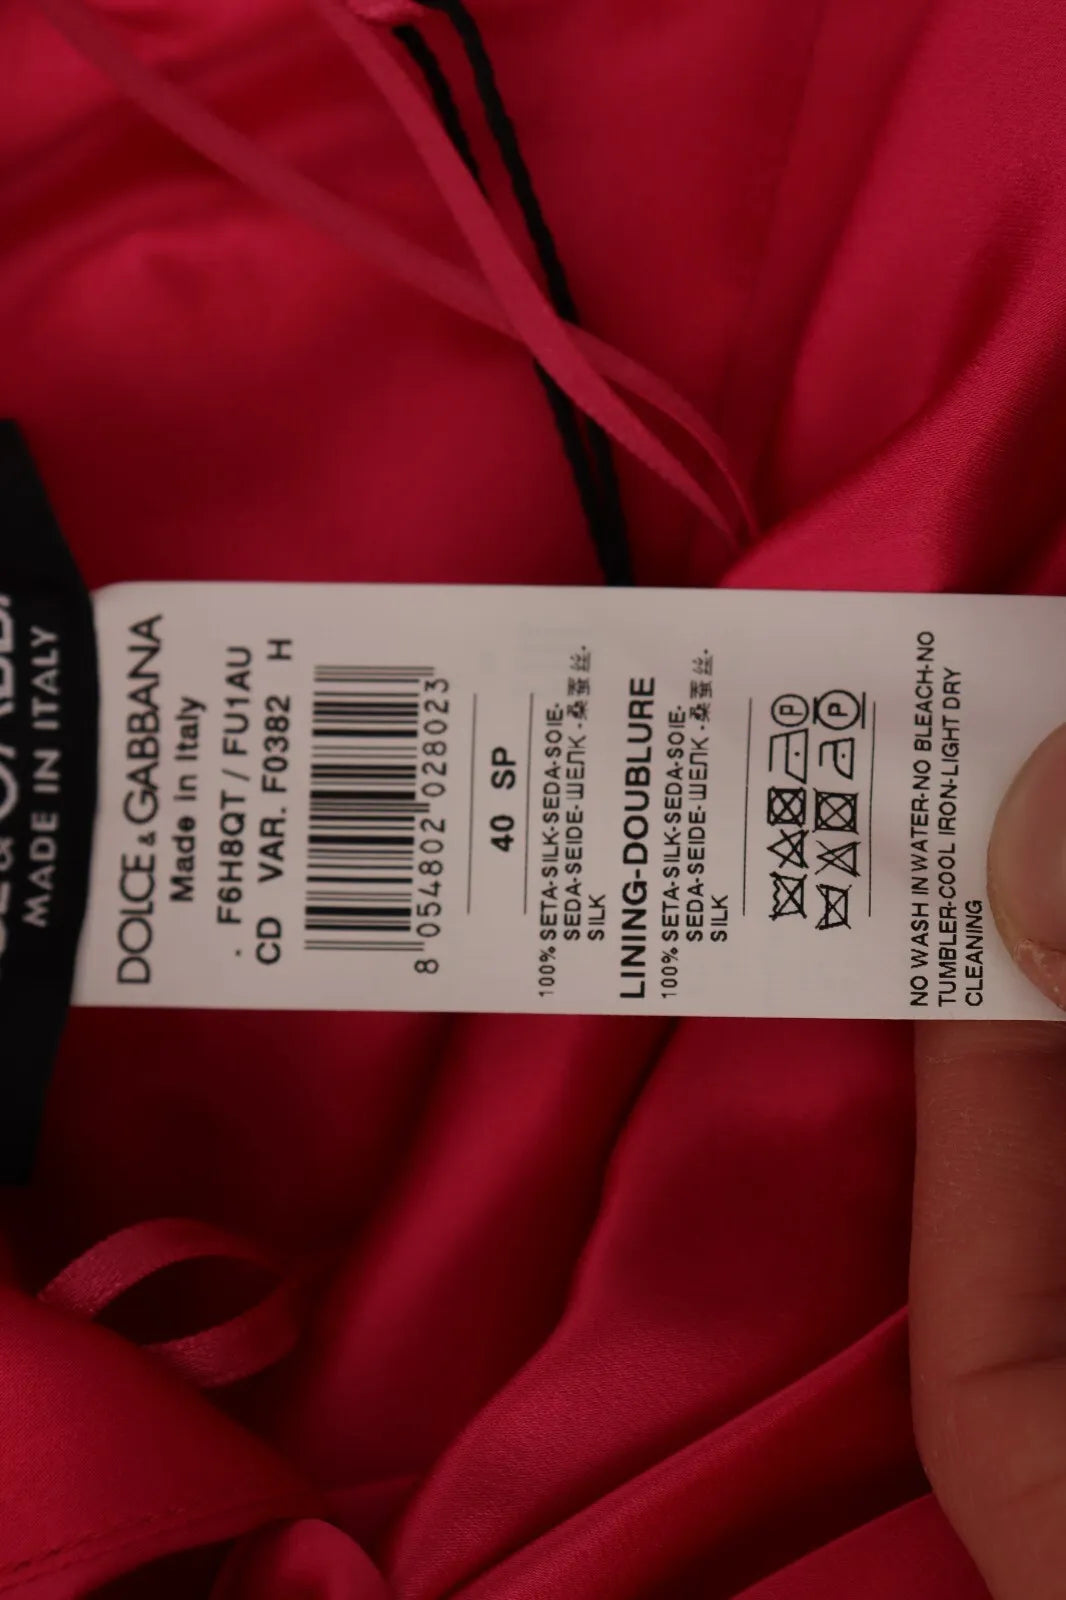 MADE IN ITALY
DOLCE & GABBANA
Made in Italy
. F6H8QT / FU1AU
CD VAR. F0382 H
8 054802 028023
40 SP
100% SETA-SILK-SEDA-SOIE-
SEDA-SEIDE-ШЕЛК-桑蚕丝-
SILK
LINING-DOUBLURE
100% SETA-SILK-SEDA-SOIE-
SEDA-SEIDE-ШЕЛК-桑蚕丝-
SILK
P
P
NO WASH IN WATER-NO BLEACH-NO
TUMBLER-COOL IRON-LIGHT DRY
CLEANING